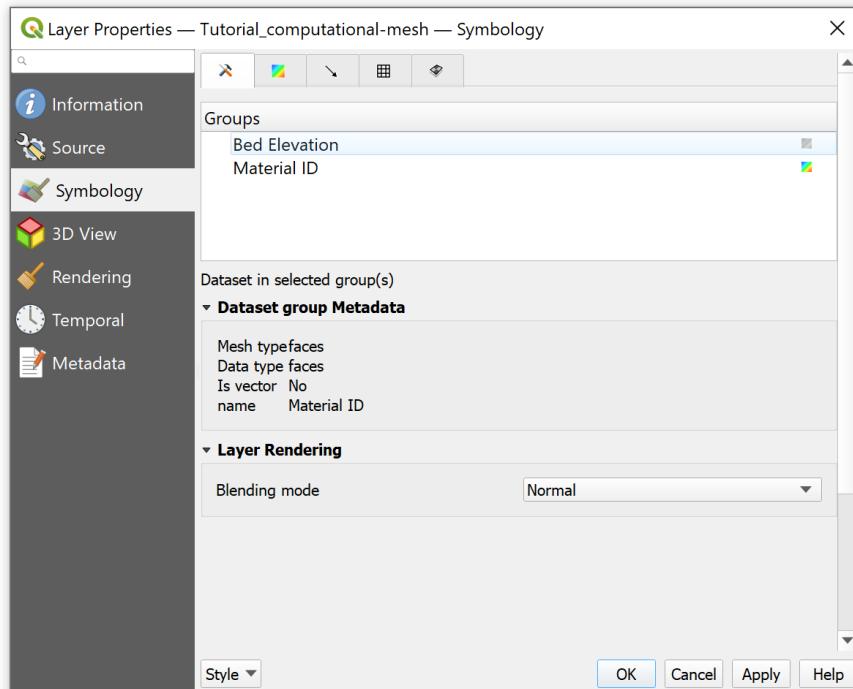 Layer Properties — Tutorial_computational-mesh — Symbology
Information
Source
Symbology
3D View
Rendering
Temporal
Metadata
Groups
Bed Elevation
Material ID
Dataset in selected group(s)
Dataset group Metadata
Mesh type faces
Data type faces
Is vector No
name Material ID
Layer Rendering
Blending mode Normal
Style OK Cancel Apply Help